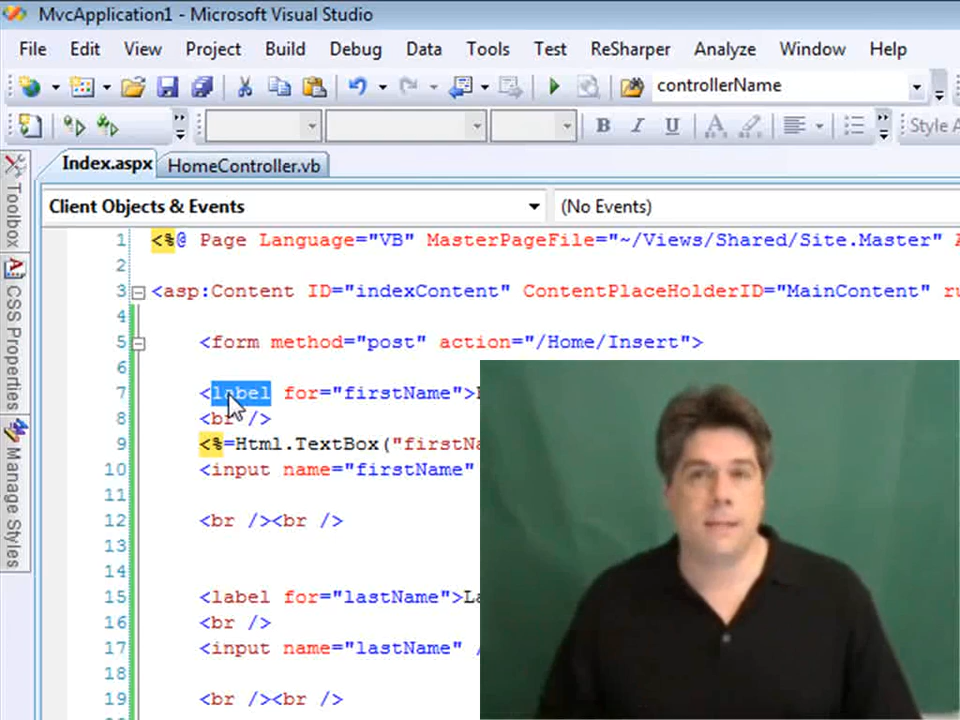 MvcApplication1 - Microsoft Visual Studio
File Edit View Project Build Debug Data Tools Test ReSharper Analyze Window Help
controllerName
B I U A Style
Index.aspx HomeController.vb
Client Objects & Events (No Events)
Toolbox
CSS Properties
Manage Styles
1 <%@ Page Language="VB" MasterPageFile="~/Views/Shared/Site.Master"
2
3 <asp:Content ID="indexContent" ContentPlaceHolderID="MainContent" ru
4
5 <form method="post" action="/Home/Insert">
6
7 <label for="firstName">
8 <br />
9 <%=Html.TextBox("firstNa
10 <input name="firstName"
11
12 <br /><br />
13
14
15 <label for="lastName">La
16 <br />
17 <input name="lastName" /
18
19 <br /><br />